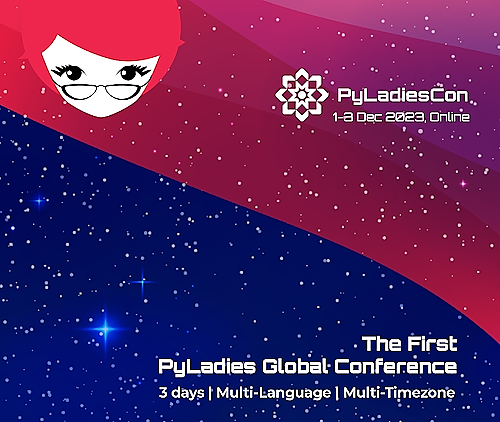 PyLadiesCon
1-3 Dec 2023, Online
The First
PyLadies Global Conference
3 days | Multi-Language | Multi-Timezone